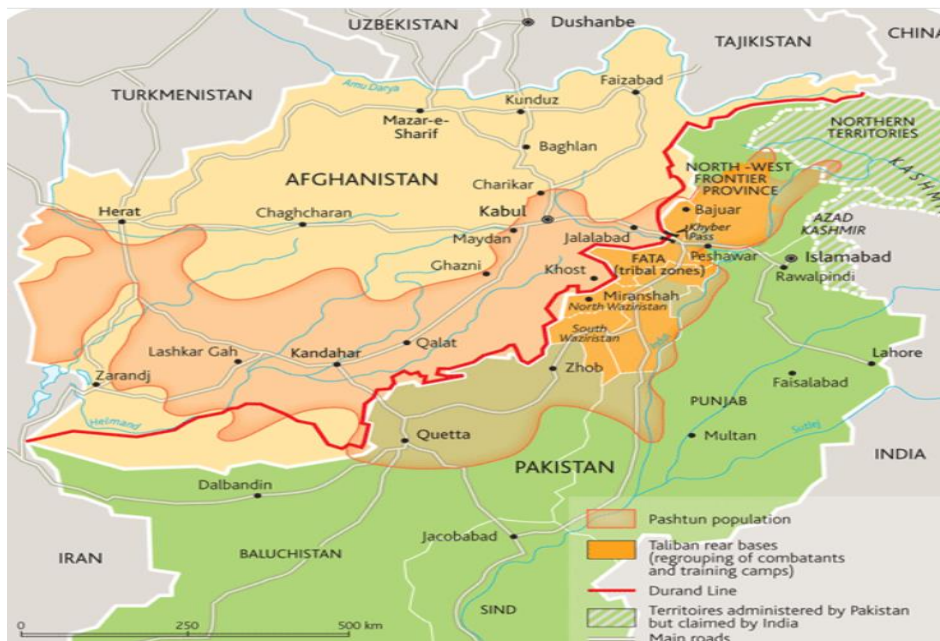 UZBEKISTAN
Dushanbe
TAJIKISTAN
CHINA
TURKMENISTAN
Amu Darya
Faizabad
Mazar-e-
Sharif
Kunduz
Baghlan
NORTHERN
TERRITORIES
KASHM
AFGHANISTAN
NORTH -WEST
FRONTIER
PROVINCE
Charikar
Herat
Chaghcharan
Kabul
Bajuar
Maydan
Jalalabad
Khyber
Pass
AZAD
KASHMIR
Peshawar
Islamabad
Rawalpindi
Ghazni
Khost
FATA
(tribal zones)
Miranshah
North Waziristan
South
Waziristan
Lashkar Gah
Kandahar
Qalat
Zarandj
Zhob
Lahore
Faisalabad
Helmand
PUNJAB
Quetta
Multan
Sutlej
PAKISTAN
INDIA
Dalbandin
IRAN
BALUCHISTAN
Jacobabad
SIND
Pashtun population
Taliban rear bases
(regrouping of combatants
and training camps)
Durand Line
Territoires administered by Pakistan
but claimed by India
Main roads
0 250 500 km